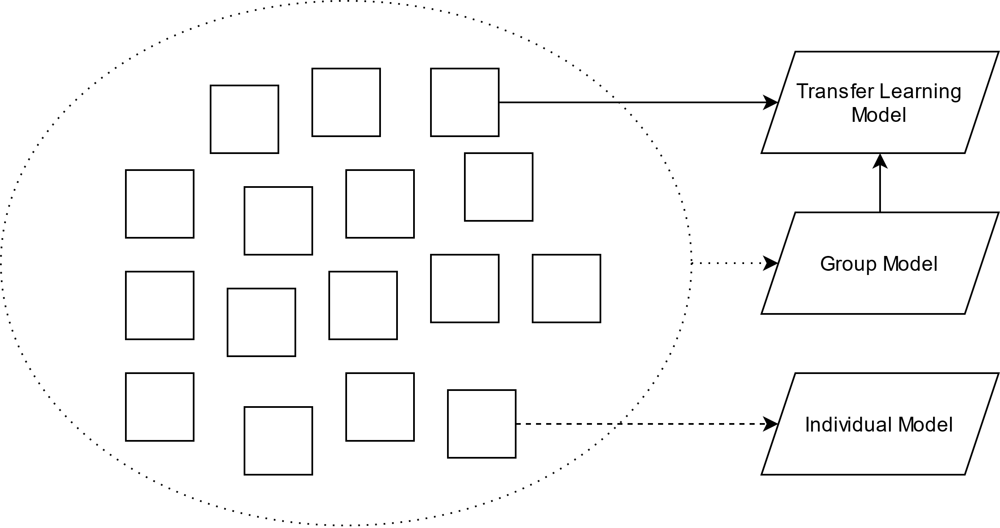 Transfer Learning
Model
Group Model
Individual Model